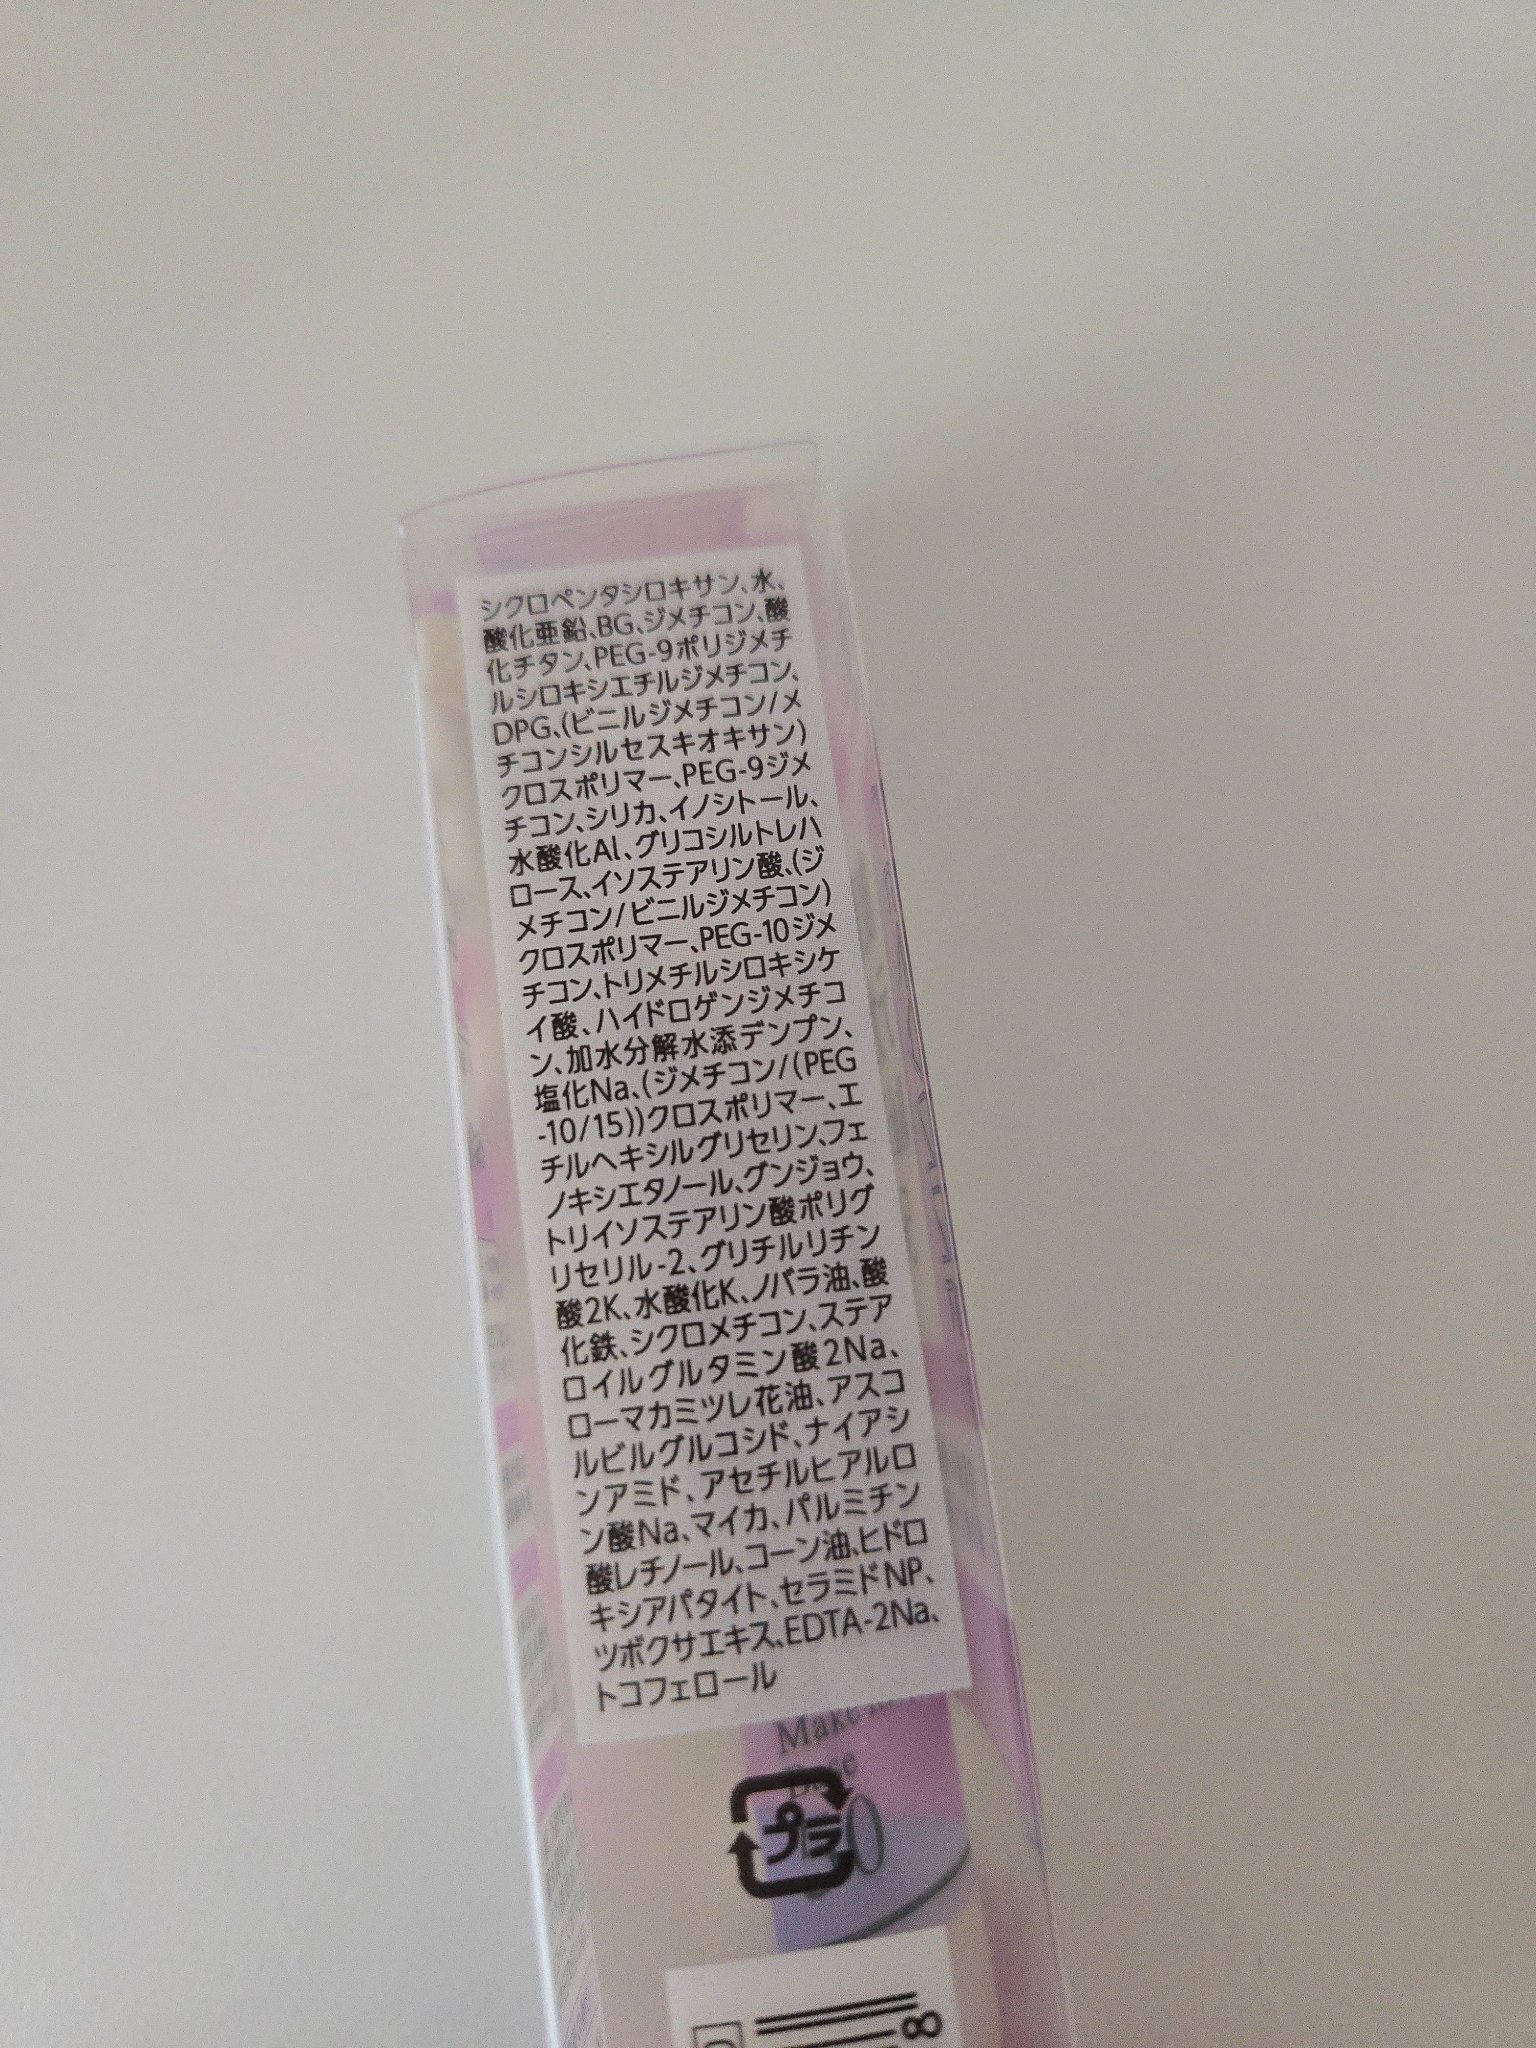 シクロペンタシロキサン、水、
酸化亜鉛、BG、ジメチコン、酸
化チタン、PEG-9ポリジメチ
ルシロキシエチルジメチコン、
DPG、(ビニルジメチコン/メ
チコンシルセスキオキサン)
クロスポリマー、PEG-9ジメ
チコン、シリカ、イノシトール、
水酸化Al、グリコシルトレハ
ロース、イソステアリン酸、(ジ
メチコン/ビニルジメチコン)
クロスポリマー、PEG-10ジメ
チコン、トリメチルシロキシケ
イ酸、ハイドロゲンジメチコ
ン、加水分解水添デンプン、
塩化Na、(ジメチコン/(PEG
-10/15))クロスポリマー、エ
チルヘキシルグリセリン、フェ
ノキシエタノール、グンジョウ、
トリイソステアリン酸ポリグ
リセリル-2、グリチルリチン
酸2K、水酸化K、ノバラ油、酸
化鉄、シクロメチコン、ステア
ロイルグルタミン酸2Na、
ローマカミツレ花油、アスコ
ルビルグルコシド、ナイアシ
ンアミド、アセチルヒアルロ
ン酸Na、マイカ、パルミチン
酸レチノール、コーン油、ヒドロ
キシアパタイト、セラミドNP、
ツボクサエキス、EDTA-2Na、
トコフェロール
Make
プラ
8